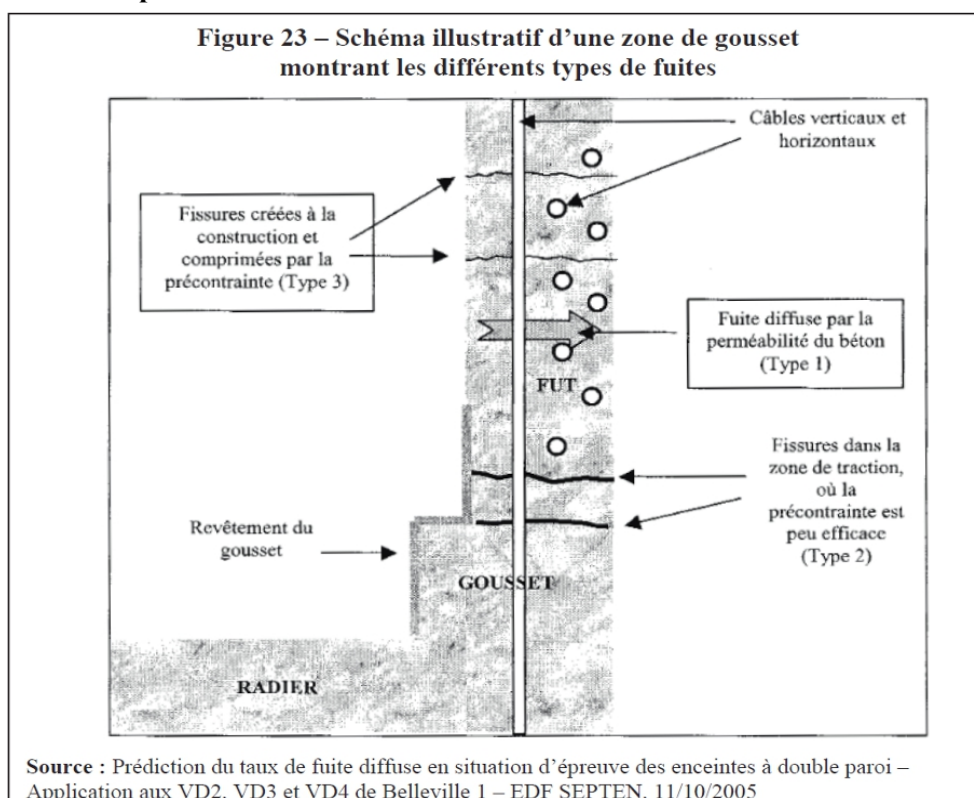 Figure 23 – Schéma illustratif d'une zone de gousset
montrant les différents types de fuites
Câbles verticaux et
horizontaux
Fissures créées à la
construction et
comprimées par la
précontrainte (Type 3)
Fuite diffuse par la
perméabilité du béton
(Type 1)
FUT
Fissures dans la
zone de traction,
où la
précontrainte est
peu efficace
(Type 2)
Revêtement du
gousset
GOUSSET
RADIER
Source : Prédiction du taux de fuite diffuse en situation d'épreuve des enceintes à double paroi –
Application aux VD2, VD3 et VD4 de Belleville 1 – EDF SEPTEN, 11/10/2005